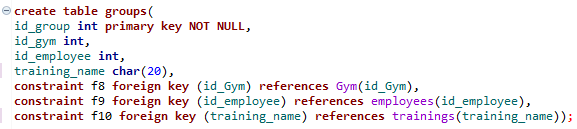 create table groups(
id_group int primary key NOT NULL,
id_gym int,
id_employee int,
training_name char(20),
constraint f8 foreign key (id_Gym) references Gym(id_Gym),
constraint f9 foreign key (id_employee) references employees(id_employee),
constraint f10 foreign key (training_name) references trainings(training_name));